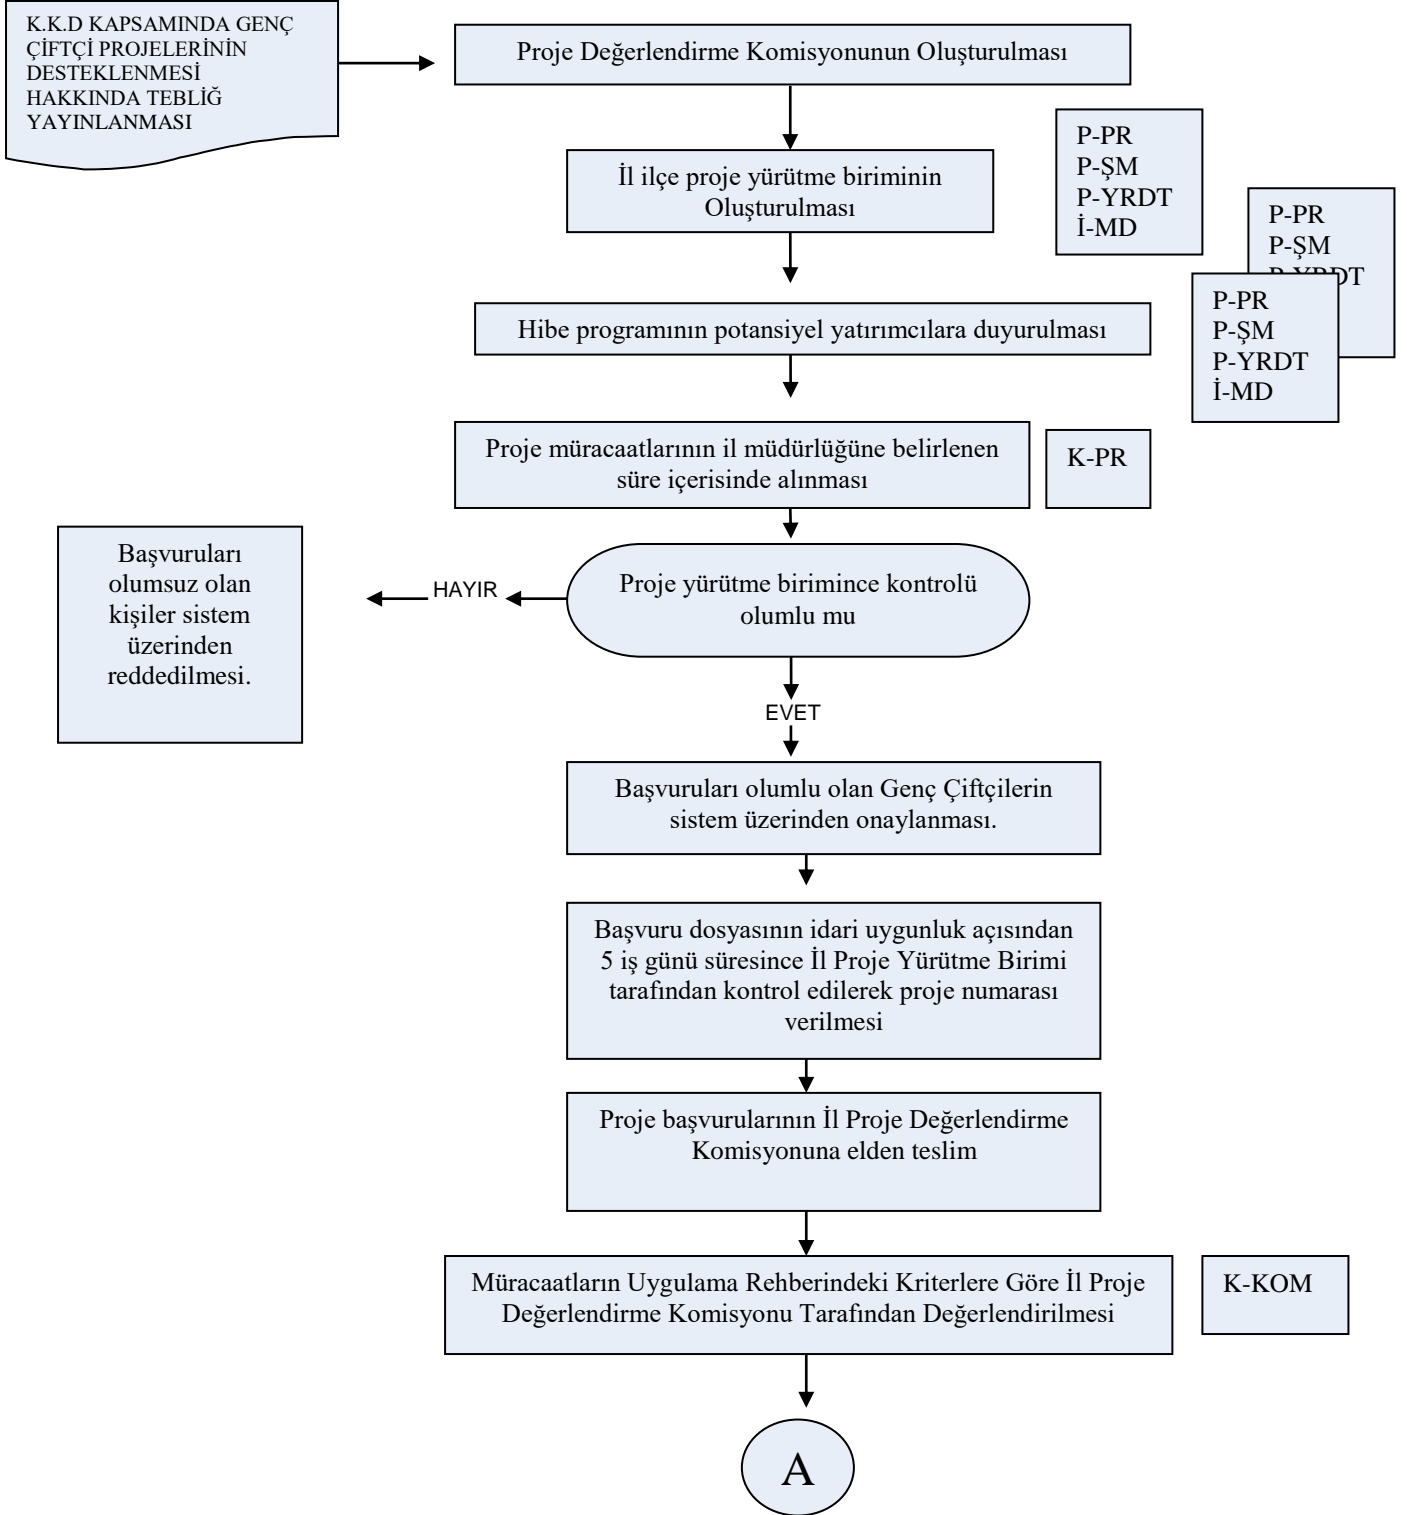 K.K.D KAPSAMINDA GENÇ
ÇİFTÇİ PROJELERİNİN
DESTEKLENMESİ
HAKKINDA TEBLİĞ
YAYINLANMASI
Proje Değerlendirme Komisyonunun Oluşturulması
İl ilçe proje yürütme biriminin
Oluşturulması
P-PR
P-ŞM
P-YRDT
İ-MD
P-PR
P-ŞM
P-YRDT
P-PR
P-ŞM
P-YRDT
İ-MD
Hibe programının potansiyel yatırımcılara duyurulması
Proje müracaatlarının il müdürlüğüne belirlenen
süre içerisinde alınması
K-PR
Proje yürütme birimince kontrolü
olumlu mu
HAYIR
Başvuruları
olumsuz olan
kişiler sistem
üzerinden
reddedilmesi.
EVET
Başvuruları olumlu olan Genç Çiftçilerin
sistem üzerinden onaylanması.
Başvuru dosyasının idari uygunluk açısından
5 iş günü süresince İl Proje Yürütme Birimi
tarafından kontrol edilerek proje numarası
verilmesi
Proje başvurularının İl Proje Değerlendirme
Komisyonuna elden teslim
Müracaatların Uygulama Rehberindeki Kriterlere Göre İl Proje
Değerlendirme Komisyonu Tarafından Değerlendirilmesi
K-KOM
A